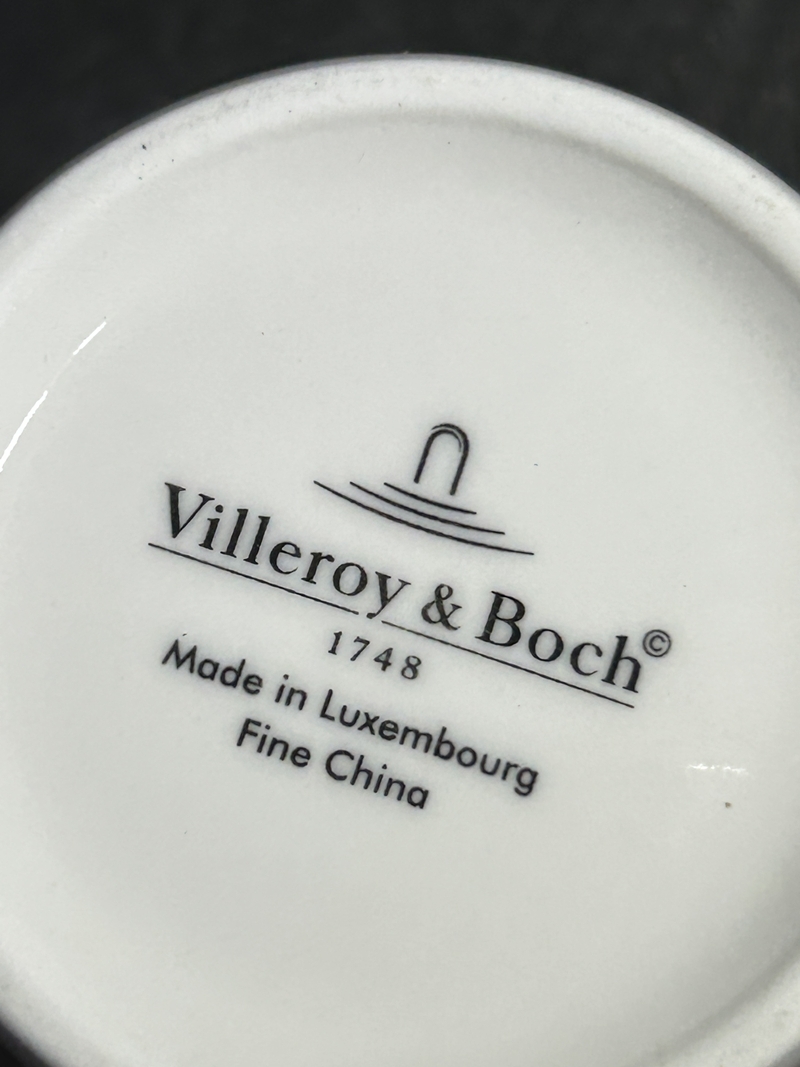 Villeroy & Boch©
1748
Made in Luxembourg
Fine China